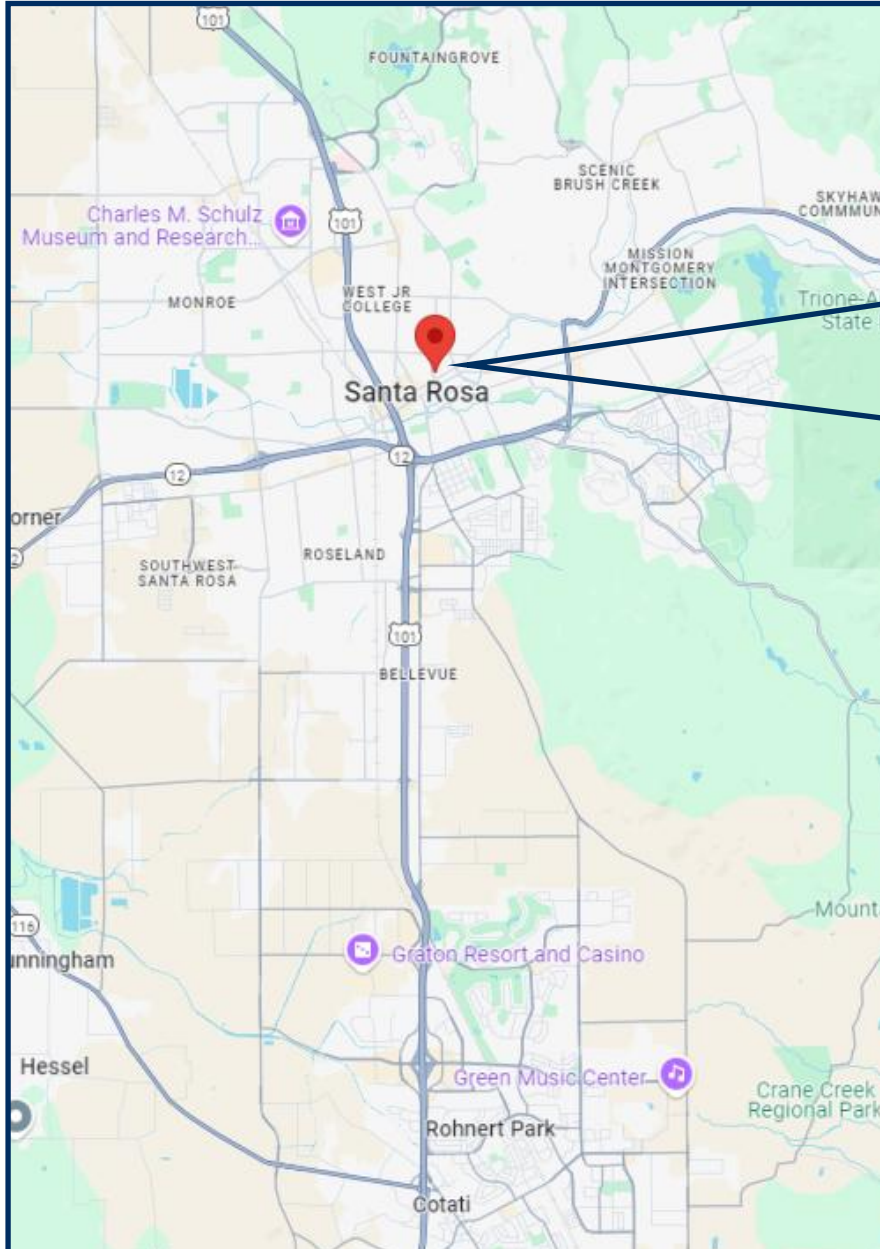 101
FOUNTAINGROVE
SCENIC
BRUSH CREEK
SKYHAW
COMMMUN
Charles M. Schulz
Museum and Research...
101
MISSION
MONTGOMERY
INTERSECTION
MONROE
WEST JR
COLLEGE
Trione-A
State
Santa Rosa
12
12
orner
2
SOUTHWEST
SANTA ROSA
ROSELAND
101
BELLEVUE
116
Mounta
unningham
Graton Resort and Casino
Hessel
Green Music Center
Crane Creek
Regional Park
Rohnert Park
Cotati